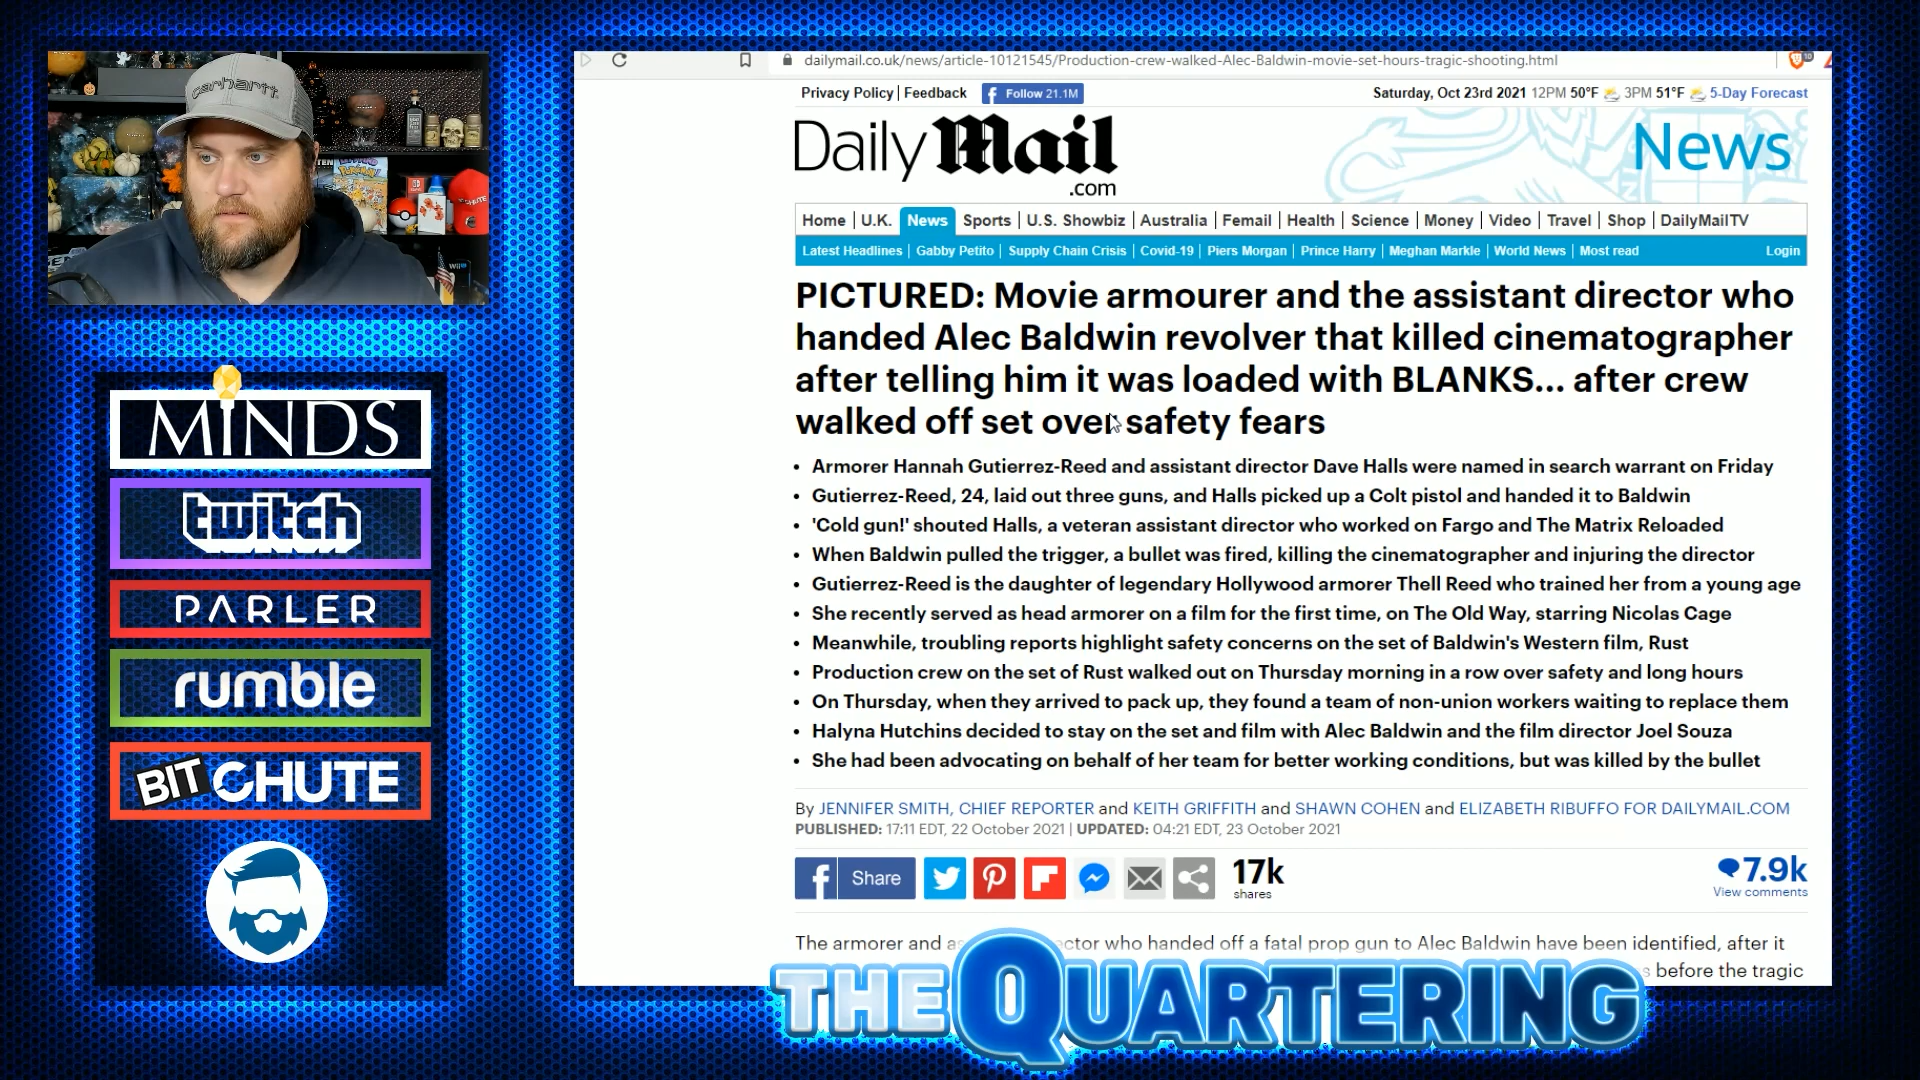 dailymail.co.uk/news/article-10121545/Production-crew-walked-Alec-Baldwin-movie-set-hours-tragic-shooting.html
Privacy Policy | Feedback
Follow 21.1M
Saturday, Oct 23rd 2021 12PM 50°F 3PM 51°F 5-Day Forecast
carhartt
Daily Mail
.com
News
Home | U.K. News Sports | U.S. Showbiz | Australia | Femail | Health | Science | Money | Video | Travel | Shop | DailyMailTV
Latest Headlines | Gabby Petito | Supply Chain Crisis | Covid-19 | Piers Morgan | Prince Harry | Meghan Markle | World News | Most read
Login
PICTURED: Movie armourer and the assistant director who
handed Alec Baldwin revolver that killed cinematographer
after telling him it was loaded with BLANKS... after crew
walked off set over safety fears
• Armorer Hannah Gutierrez-Reed and assistant director Dave Halls were named in search warrant on Friday
• Gutierrez-Reed, 24, laid out three guns, and Halls picked up a Colt pistol and handed it to Baldwin
• 'Cold gun!' shouted Halls, a veteran assistant director who worked on Fargo and The Matrix Reloaded
• When Baldwin pulled the trigger, a bullet was fired, killing the cinematographer and injuring the director
• Gutierrez-Reed is the daughter of legendary Hollywood armorer Thell Reed who trained her from a young age
• She recently served as head armorer on a film for the first time, on The Old Way, starring Nicolas Cage
• Meanwhile, troubling reports highlight safety concerns on the set of Baldwin's Western film, Rust
• Production crew on the set of Rust walked out on Thursday morning in a row over safety and long hours
• On Thursday, when they arrived to pack up, they found a team of non-union workers waiting to replace them
• Halyna Hutchins decided to stay on the set and film with Alec Baldwin and the film director Joel Souza
• She had been advocating on behalf of her team for better working conditions, but was killed by the bullet
By JENNIFER SMITH, CHIEF REPORTER and KEITH GRIFFITH and SHAWN COHEN and ELIZABETH RIBUFFO FOR DAILYMAIL.COM
PUBLISHED: 17:11 EDT, 22 October 2021 | UPDATED: 04:21 EDT, 23 October 2021
Share
17k
shares
7.9k
View comments
The armorer and as ctor who handed off a fatal prop gun to Alec Baldwin have been identified, after it
s before the tragic
MINDS
twitch
PARLER
rumble
BITCHUTE
THE QUARTERING